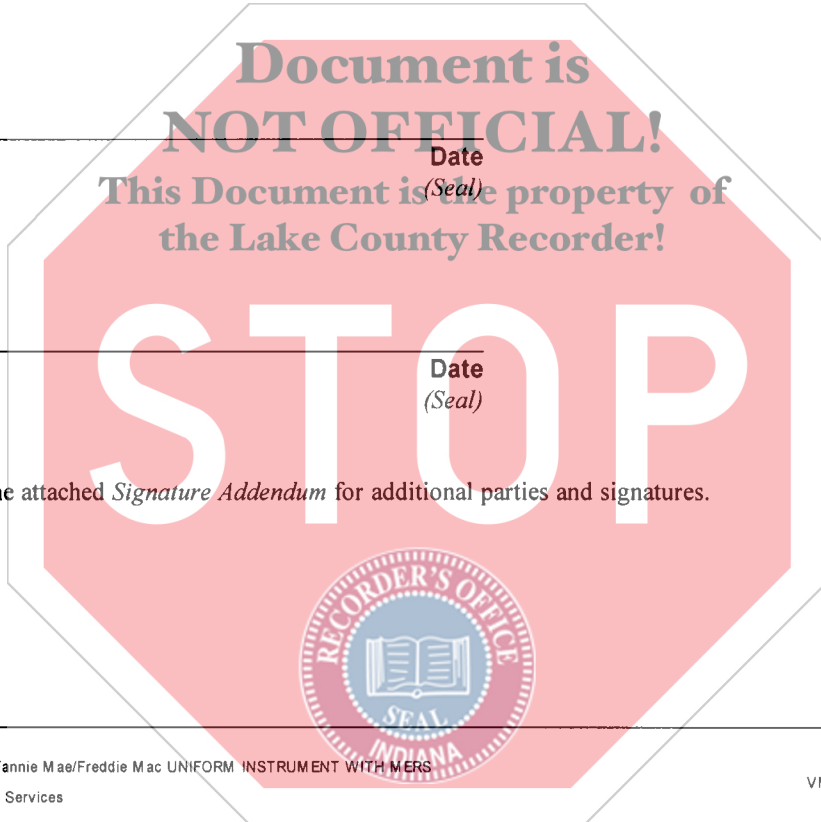 Document is
NOT OFFICIAL!
Date
This Document is the property of
(Seal)
the Lake County Recorder!
STOP
Date
(Seal)
attached Signature Addendum for additional parties and signatures.
RECORDER'S OFFICE
SEAL
INDIANA
Mae/Freddie Mac UNIFORM INSTRUMENT WITH MERS
Services